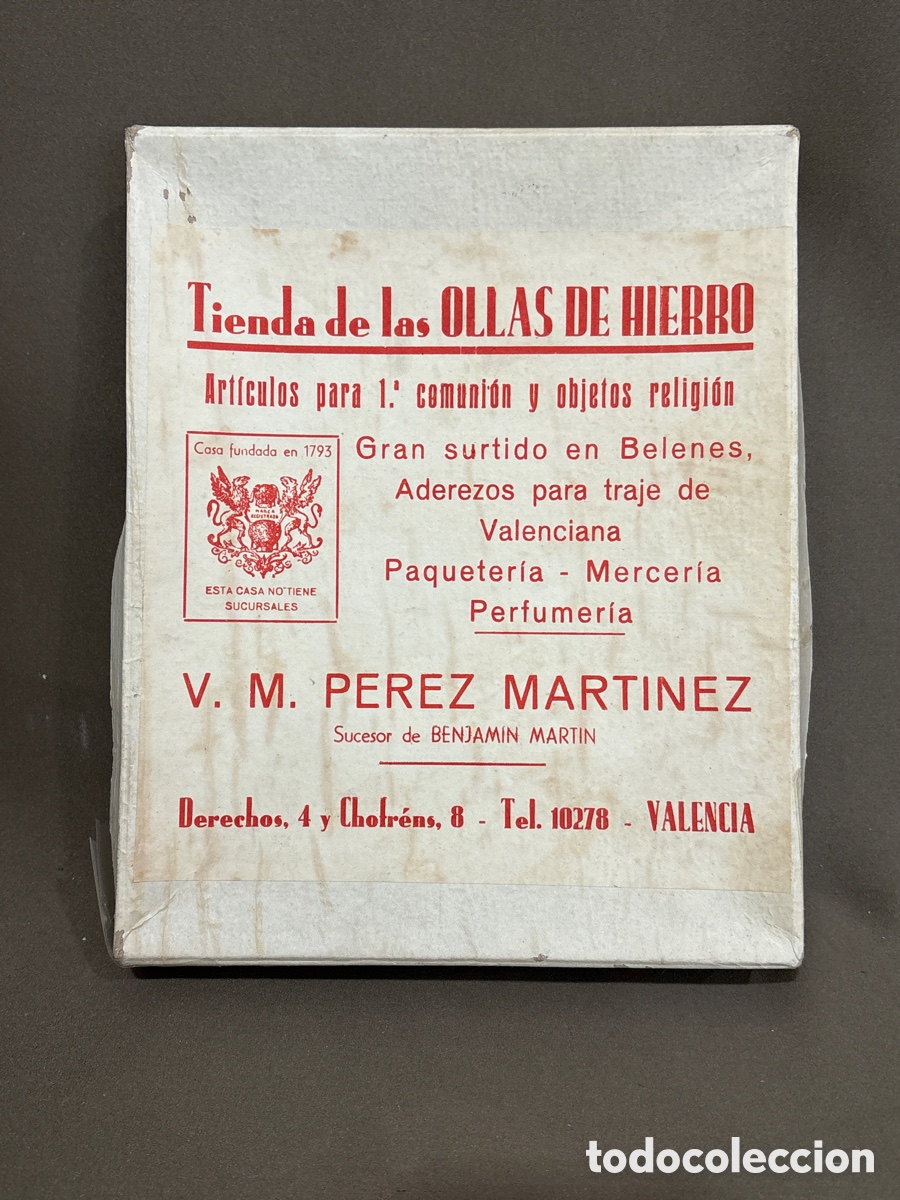 Tienda de las OLLAS DE HIERRO
Artículos para 1.ª comunión y objetos religión
Casa fundada en 1793
MARCA
REGISTRADA
ESTA CASA NO TIENE
SUCURSALES
Gran surtido en Belenes,
Aderezos para traje de
Valenciana
Paquetería - Mercería
Perfumería
V. M. PEREZ MARTINEZ
Sucesor de BENJAMIN MARTIN
Derechos, 4 y Chofréns, 8 - Tel. 10278 - VALENCIA
todocoleccion